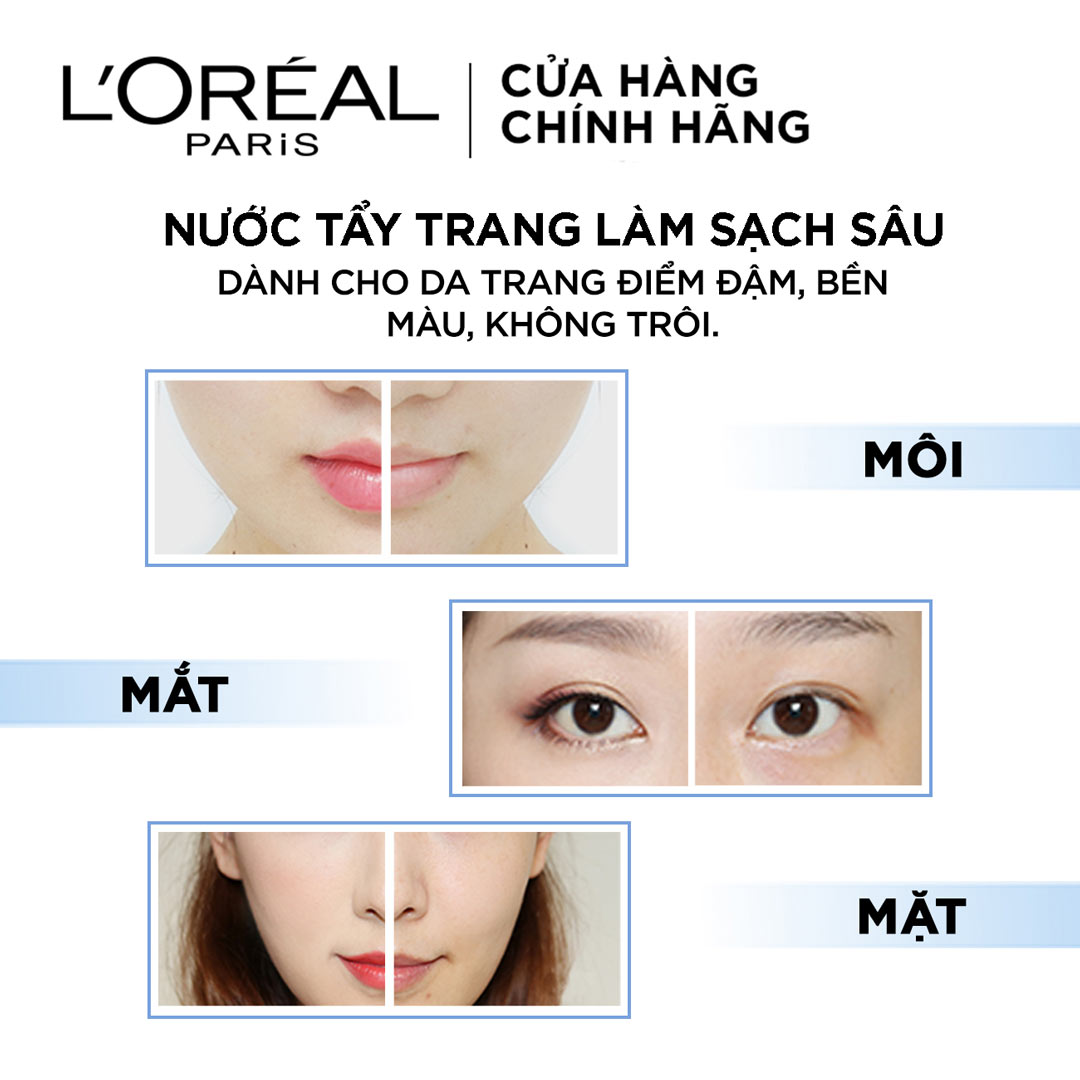 L'ORÉAL
PARiS
CỬA HÀNG
CHÍNH HÃNG
NƯỚC TẨY TRANG LÀM SẠCH SÂU
DÀNH CHO DA TRANG ĐIỂM ĐẬM, BỀN
MÀU, KHÔNG TRÔI.
MÔI
MẮT
MẶT